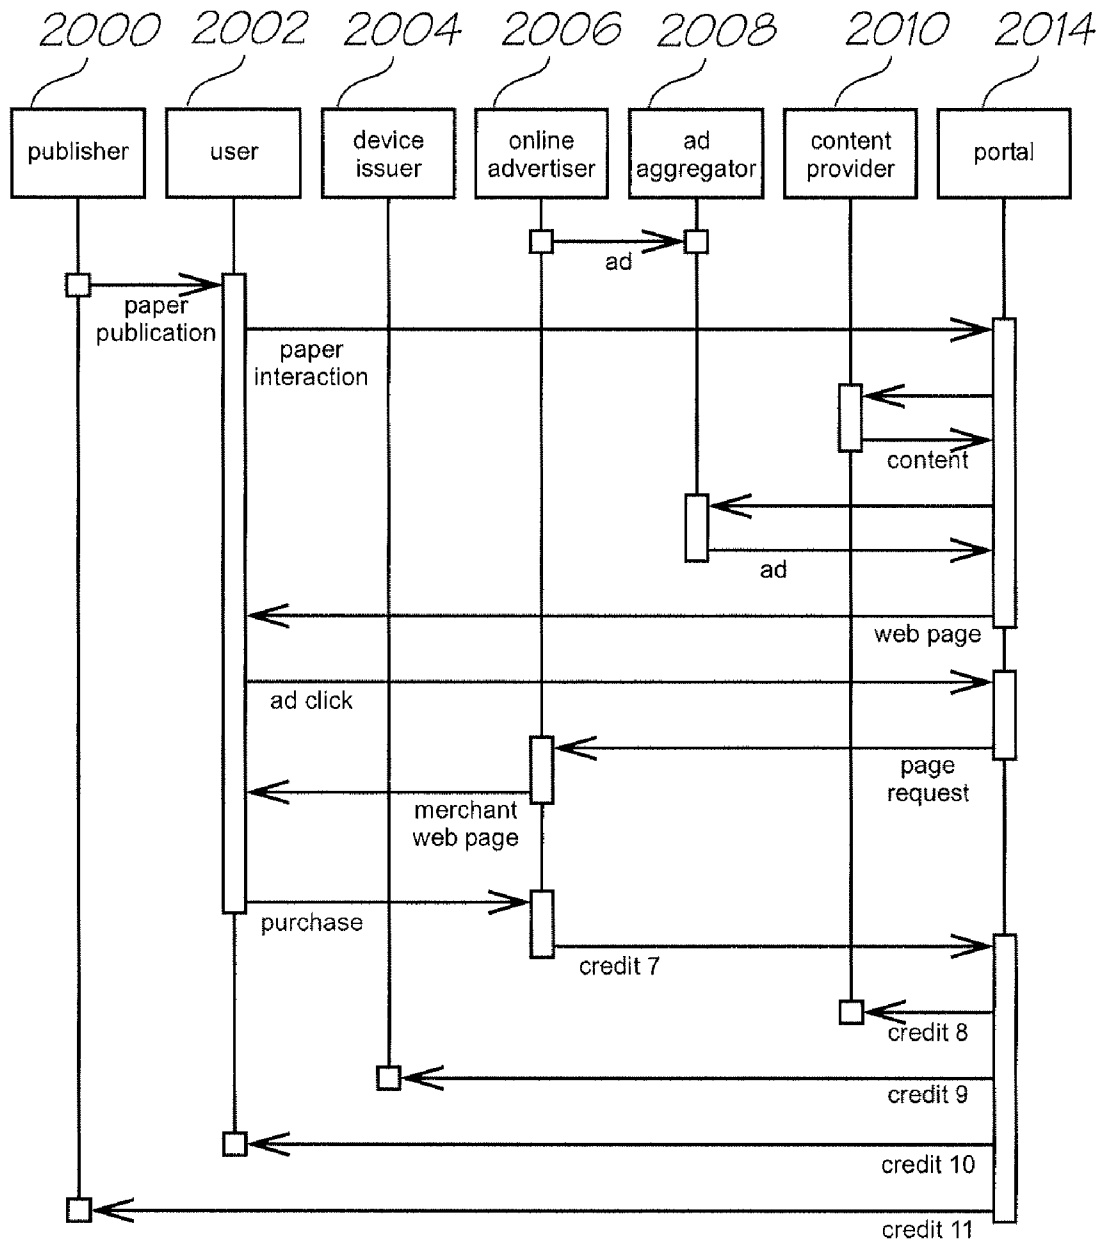 2000 2002 2004 2006 2008 2010 2014
publisher
user
device
issuer
online
advertiser
ad
aggregator
content
provider
portal
ad
paper
publication
paper
interaction
content
ad
web page
ad click
page
request
merchant
web page
purchase
credit 7
credit 8
credit 9
credit 10
credit 11